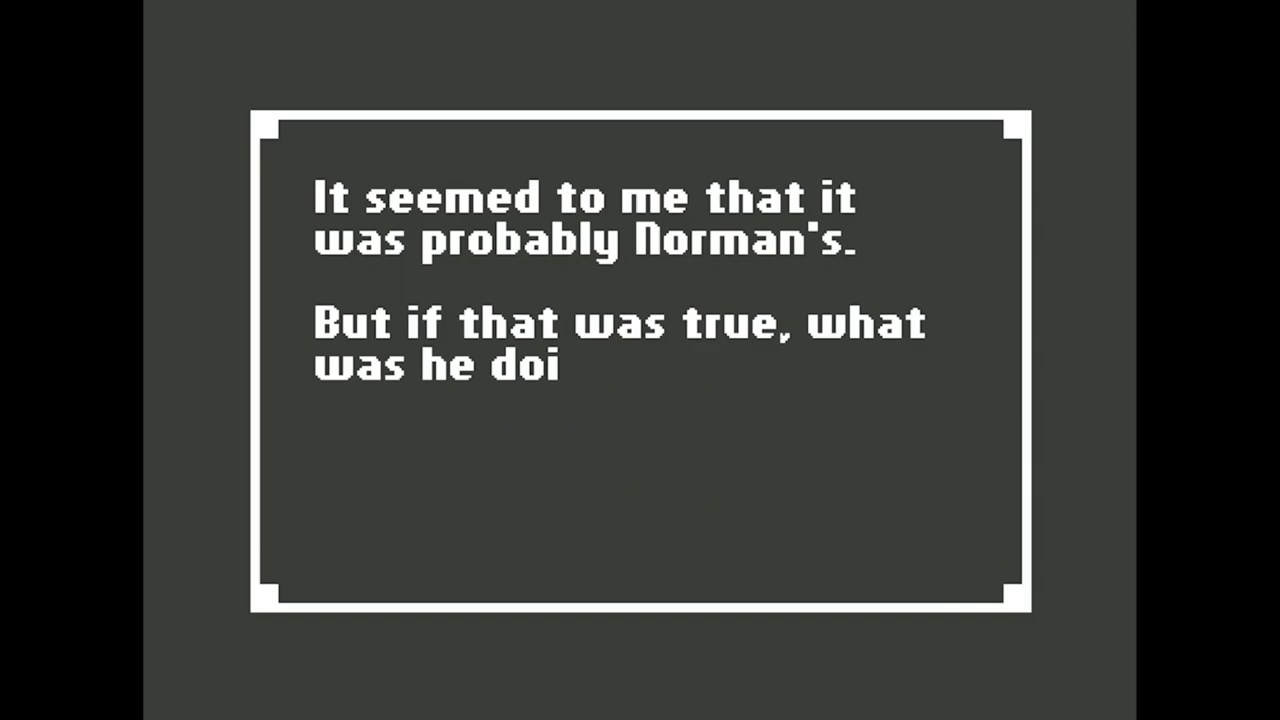 It seemed to me that it
was probably Norman's.
But if that was true, what
was he doi